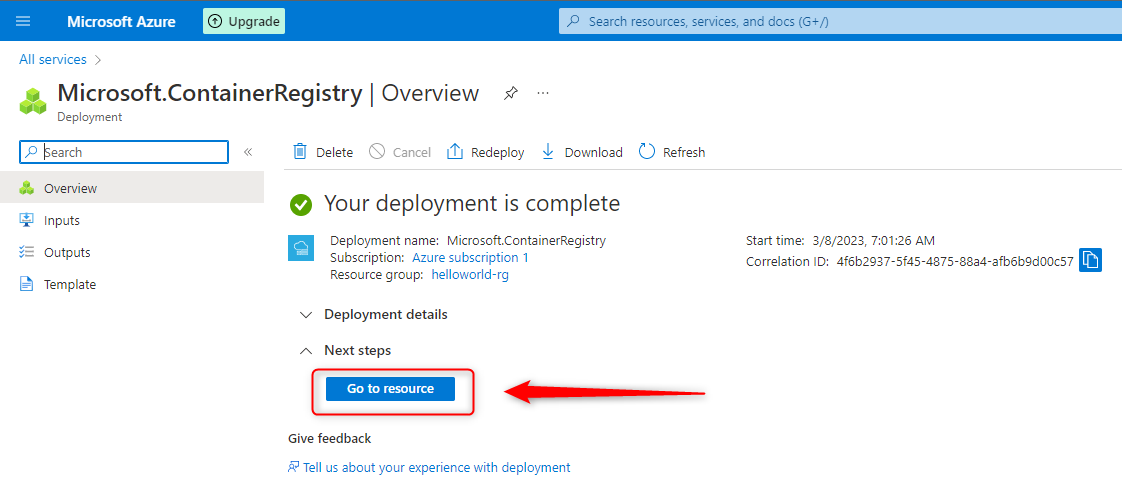 Microsoft Azure
Upgrade
Search resources, services, and docs (G+/)
All services
Microsoft.ContainerRegistry | Overview
Deployment
Search
Delete
Cancel
Redeploy
Download
Refresh
Overview
Inputs
Outputs
Template
Your deployment is complete
Deployment name: Microsoft.ContainerRegistry
Subscription: Azure subscription 1
Resource group: helloworld-rg
Start time: 3/8/2023, 7:01:26 AM
Correlation ID: 4f6b2937-5f45-4875-88a4-afb6b9d00c57
Deployment details
Next steps
Go to resource
Give feedback
Tell us about your experience with deployment